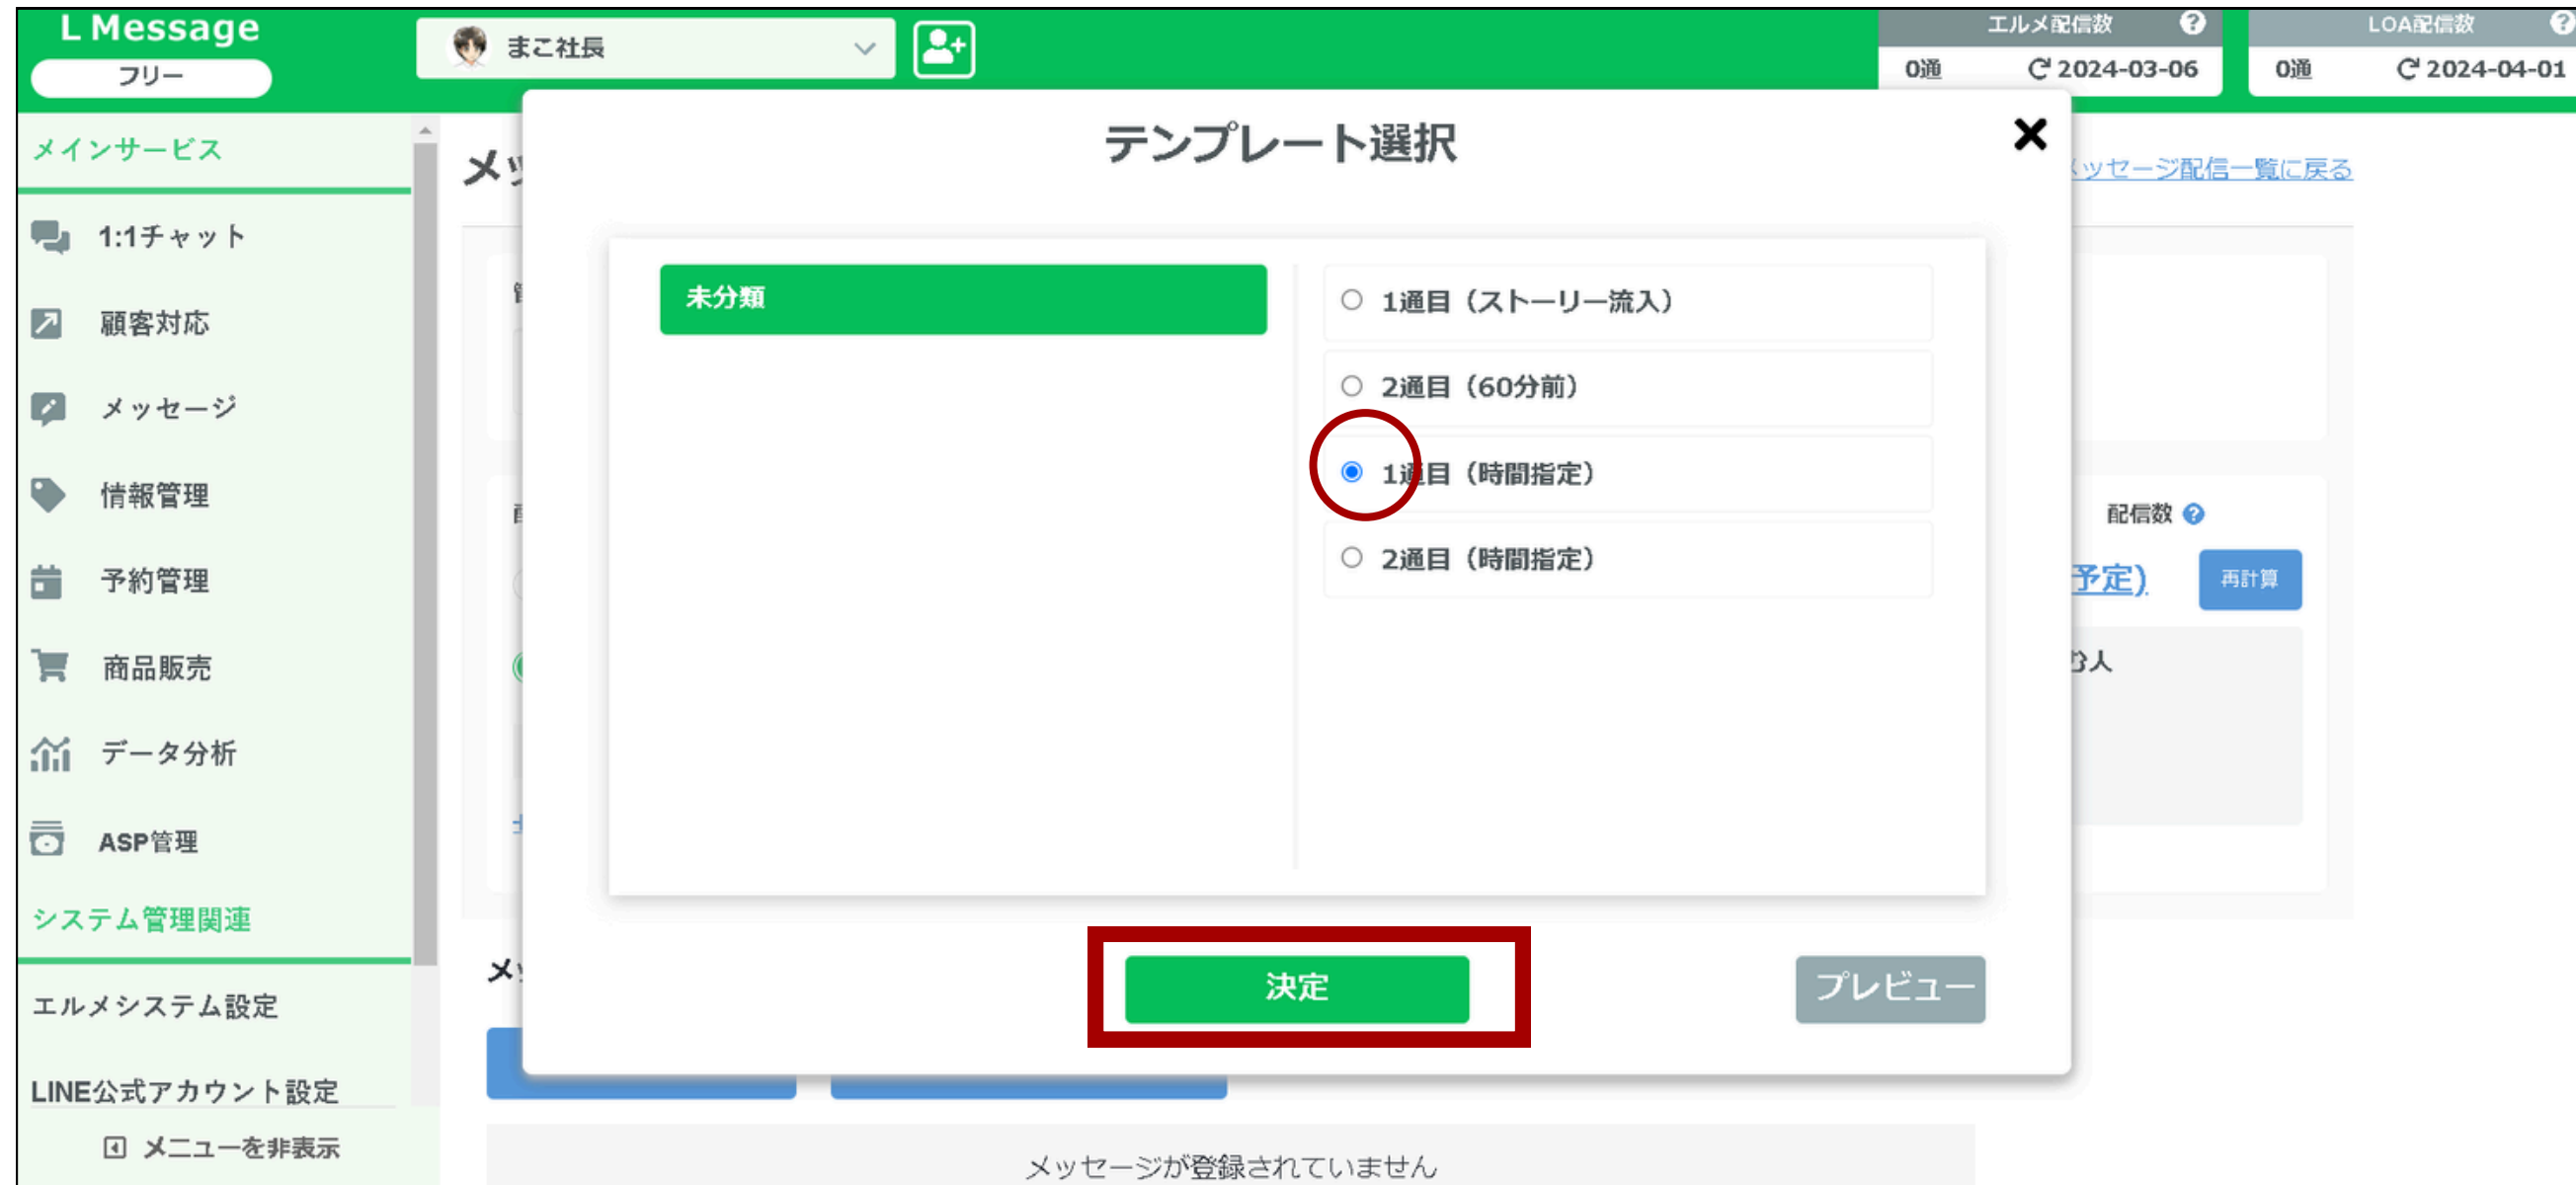 L Message
フリー
まこ社長
エルメ配信数
0通
2024-03-06
LOA配信数
0通
2024-04-01
メインサービス
1:1チャット
顧客対応
メッセージ
情報管理
予約管理
商品販売
データ分析
ASP管理
システム管理関連
エルメシステム設定
LINE公式アカウント設定
メニューを非表示
メッセージ配信一覧に戻る
テンプレート選択
未分類
1通目（ストーリー流入）
2通目（60分前）
1通目（時間指定）
2通目（時間指定）
決定
プレビュー
配信数
予定)
再計算
む人
メッセージが登録されていません